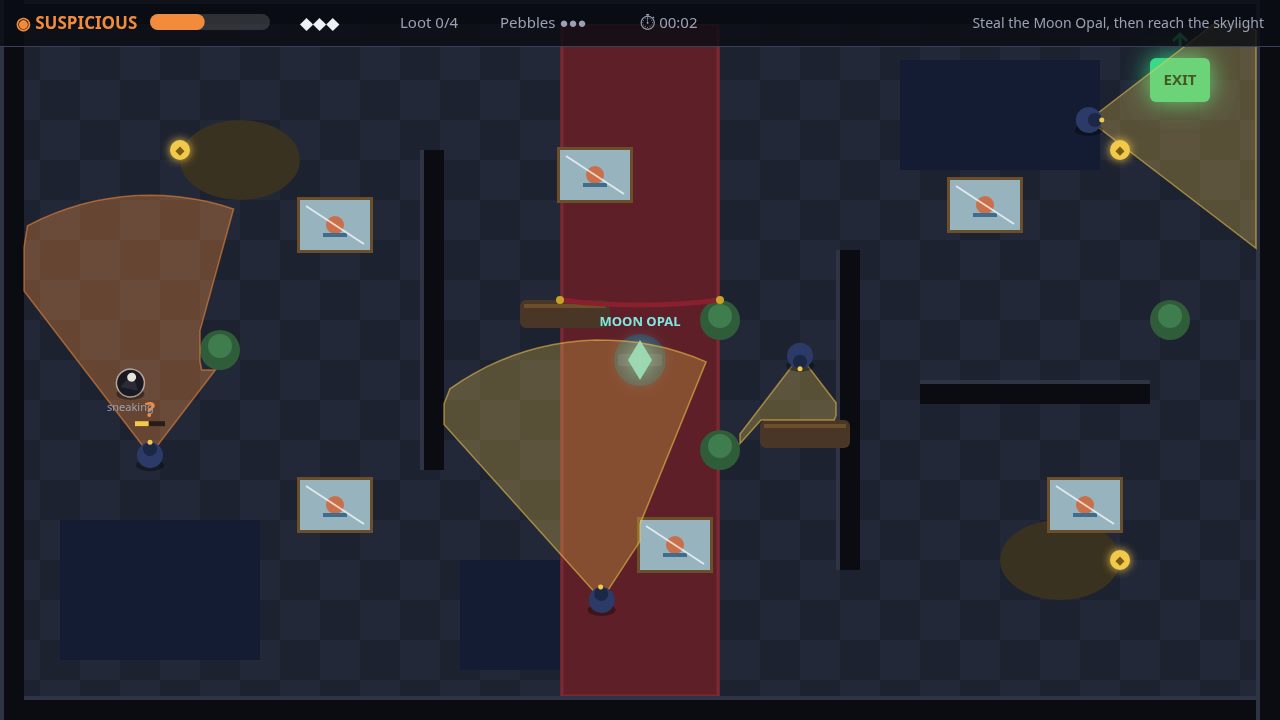 SUSPICIOUS
Loot 0/4
Pebbles
00:02
Steal the Moon Opal, then reach the skylight
EXIT
MOON OPAL
sneaking
?